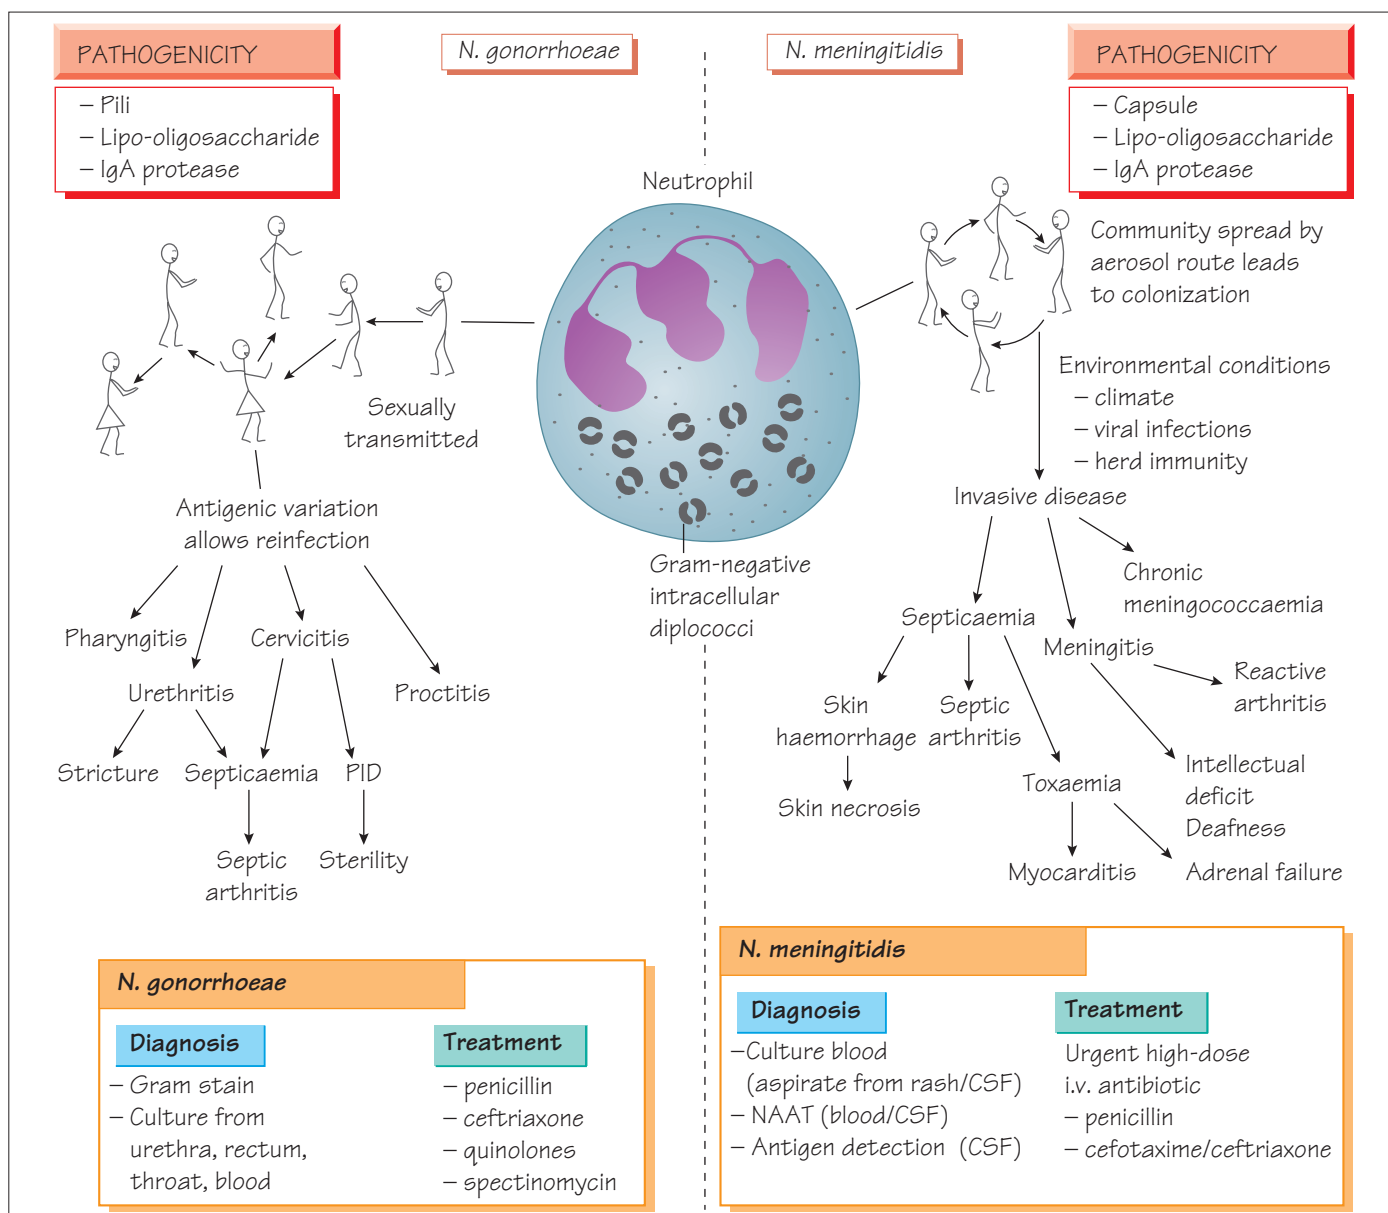 PATHOGENICITY
– Pili
– Lipo-oligosaccharide
– IgA protease
N. gonorrhoeae
N. meningitidis
PATHOGENICITY
– Capsule
– Lipo-oligosaccharide
– IgA protease
Neutrophil
Sexually
transmitted
Antigenic variation
allows reinfection
Pharyngitis
Cervicitis
Urethritis
Proctitis
Stricture
Septicaemia
PID
Septic
arthritis
Sterility
Gram-negative
intracellular
diplococci
Community spread by
aerosol route leads
to colonization
Environmental conditions
– climate
– viral infections
– herd immunity
Invasive disease
Chronic
meningococcaemia
Septicaemia
Meningitis
Reactive
arthritis
Skin
haemorrhage
Septic
arthritis
Skin necrosis
Toxaemia
Intellectual
deficit
Deafness
Myocarditis
Adrenal failure
N. gonorrhoeae
Diagnosis
– Gram stain
– Culture from
urethra, rectum,
throat, blood
Treatment
– penicillin
– ceftriaxone
– quinolones
– spectinomycin
N. meningitidis
Diagnosis
–Culture blood
(aspirate from rash/CSF)
– NAAT (blood/CSF)
– Antigen detection (CSF)
Treatment
Urgent high-dose
i.v. antibiotic
– penicillin
– cefotaxime/ceftriaxone